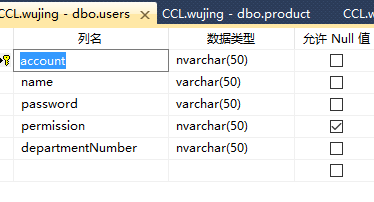 CCL.wujing - dbo.users × CCL.wujing - dbo.product CCL.w
列名 数据类型 允许 Null 值
account nvarchar(50)
name varchar(50)
password varchar(50)
permission nvarchar(50)
departmentNumber nvarchar(50)